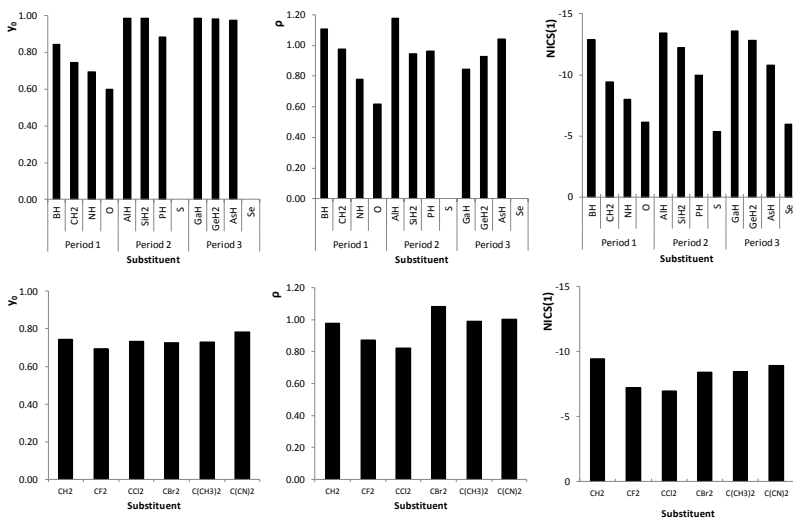 y0
1.00
0.80
0.60
0.40
0.20
0.00
BH
CH2
NH
O
AlH
SiH2
PH
S
GaH
GeH2
AsH
Se
Period 1
Period 2
Period 3
Substituent
ρ
1.20
1.00
0.80
0.60
0.40
0.20
0.00
BH
CH2
NH
O
AlH
SiH2
PH
S
GaH
GeH2
AsH
Se
Period 1
Period 2
Period 3
Substituent
NICS(1)
-15
-10
-5
0
BH
CH2
NH
O
AlH
SiH2
PH
S
GaH
GeH2
AsH
Se
Period 1
Period 2
Period 3
Substituent
y0
1.00
0.80
0.60
0.40
0.20
0.00
CH2 CF2 CCl2 CBr2 C(CH3)2 C(CN)2
Substituent
ρ
1.20
1.00
0.80
0.60
0.40
0.20
0.00
CH2 CF2 CCl2 CBr2 C(CH3)2 C(CN)2
Substituent
NICS(1)
-15
-10
-5
0
CH2 CF2 CCl2 CBr2 C(CH3)2 C(CN)2
Substituent